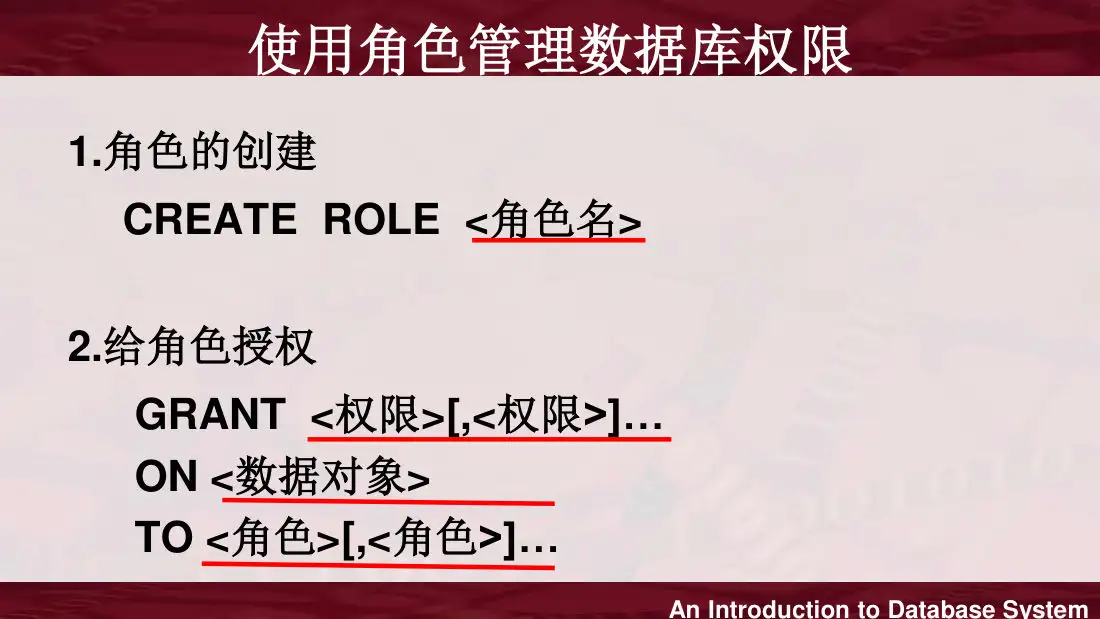 使用角色管理数据库权限
1.角色的创建
CREATE ROLE <角色名>
2.给角色授权
GRANT <权限>[,<权限>]…
ON <数据对象>
TO <角色>[,<角色>]…
An Introduction to Database System